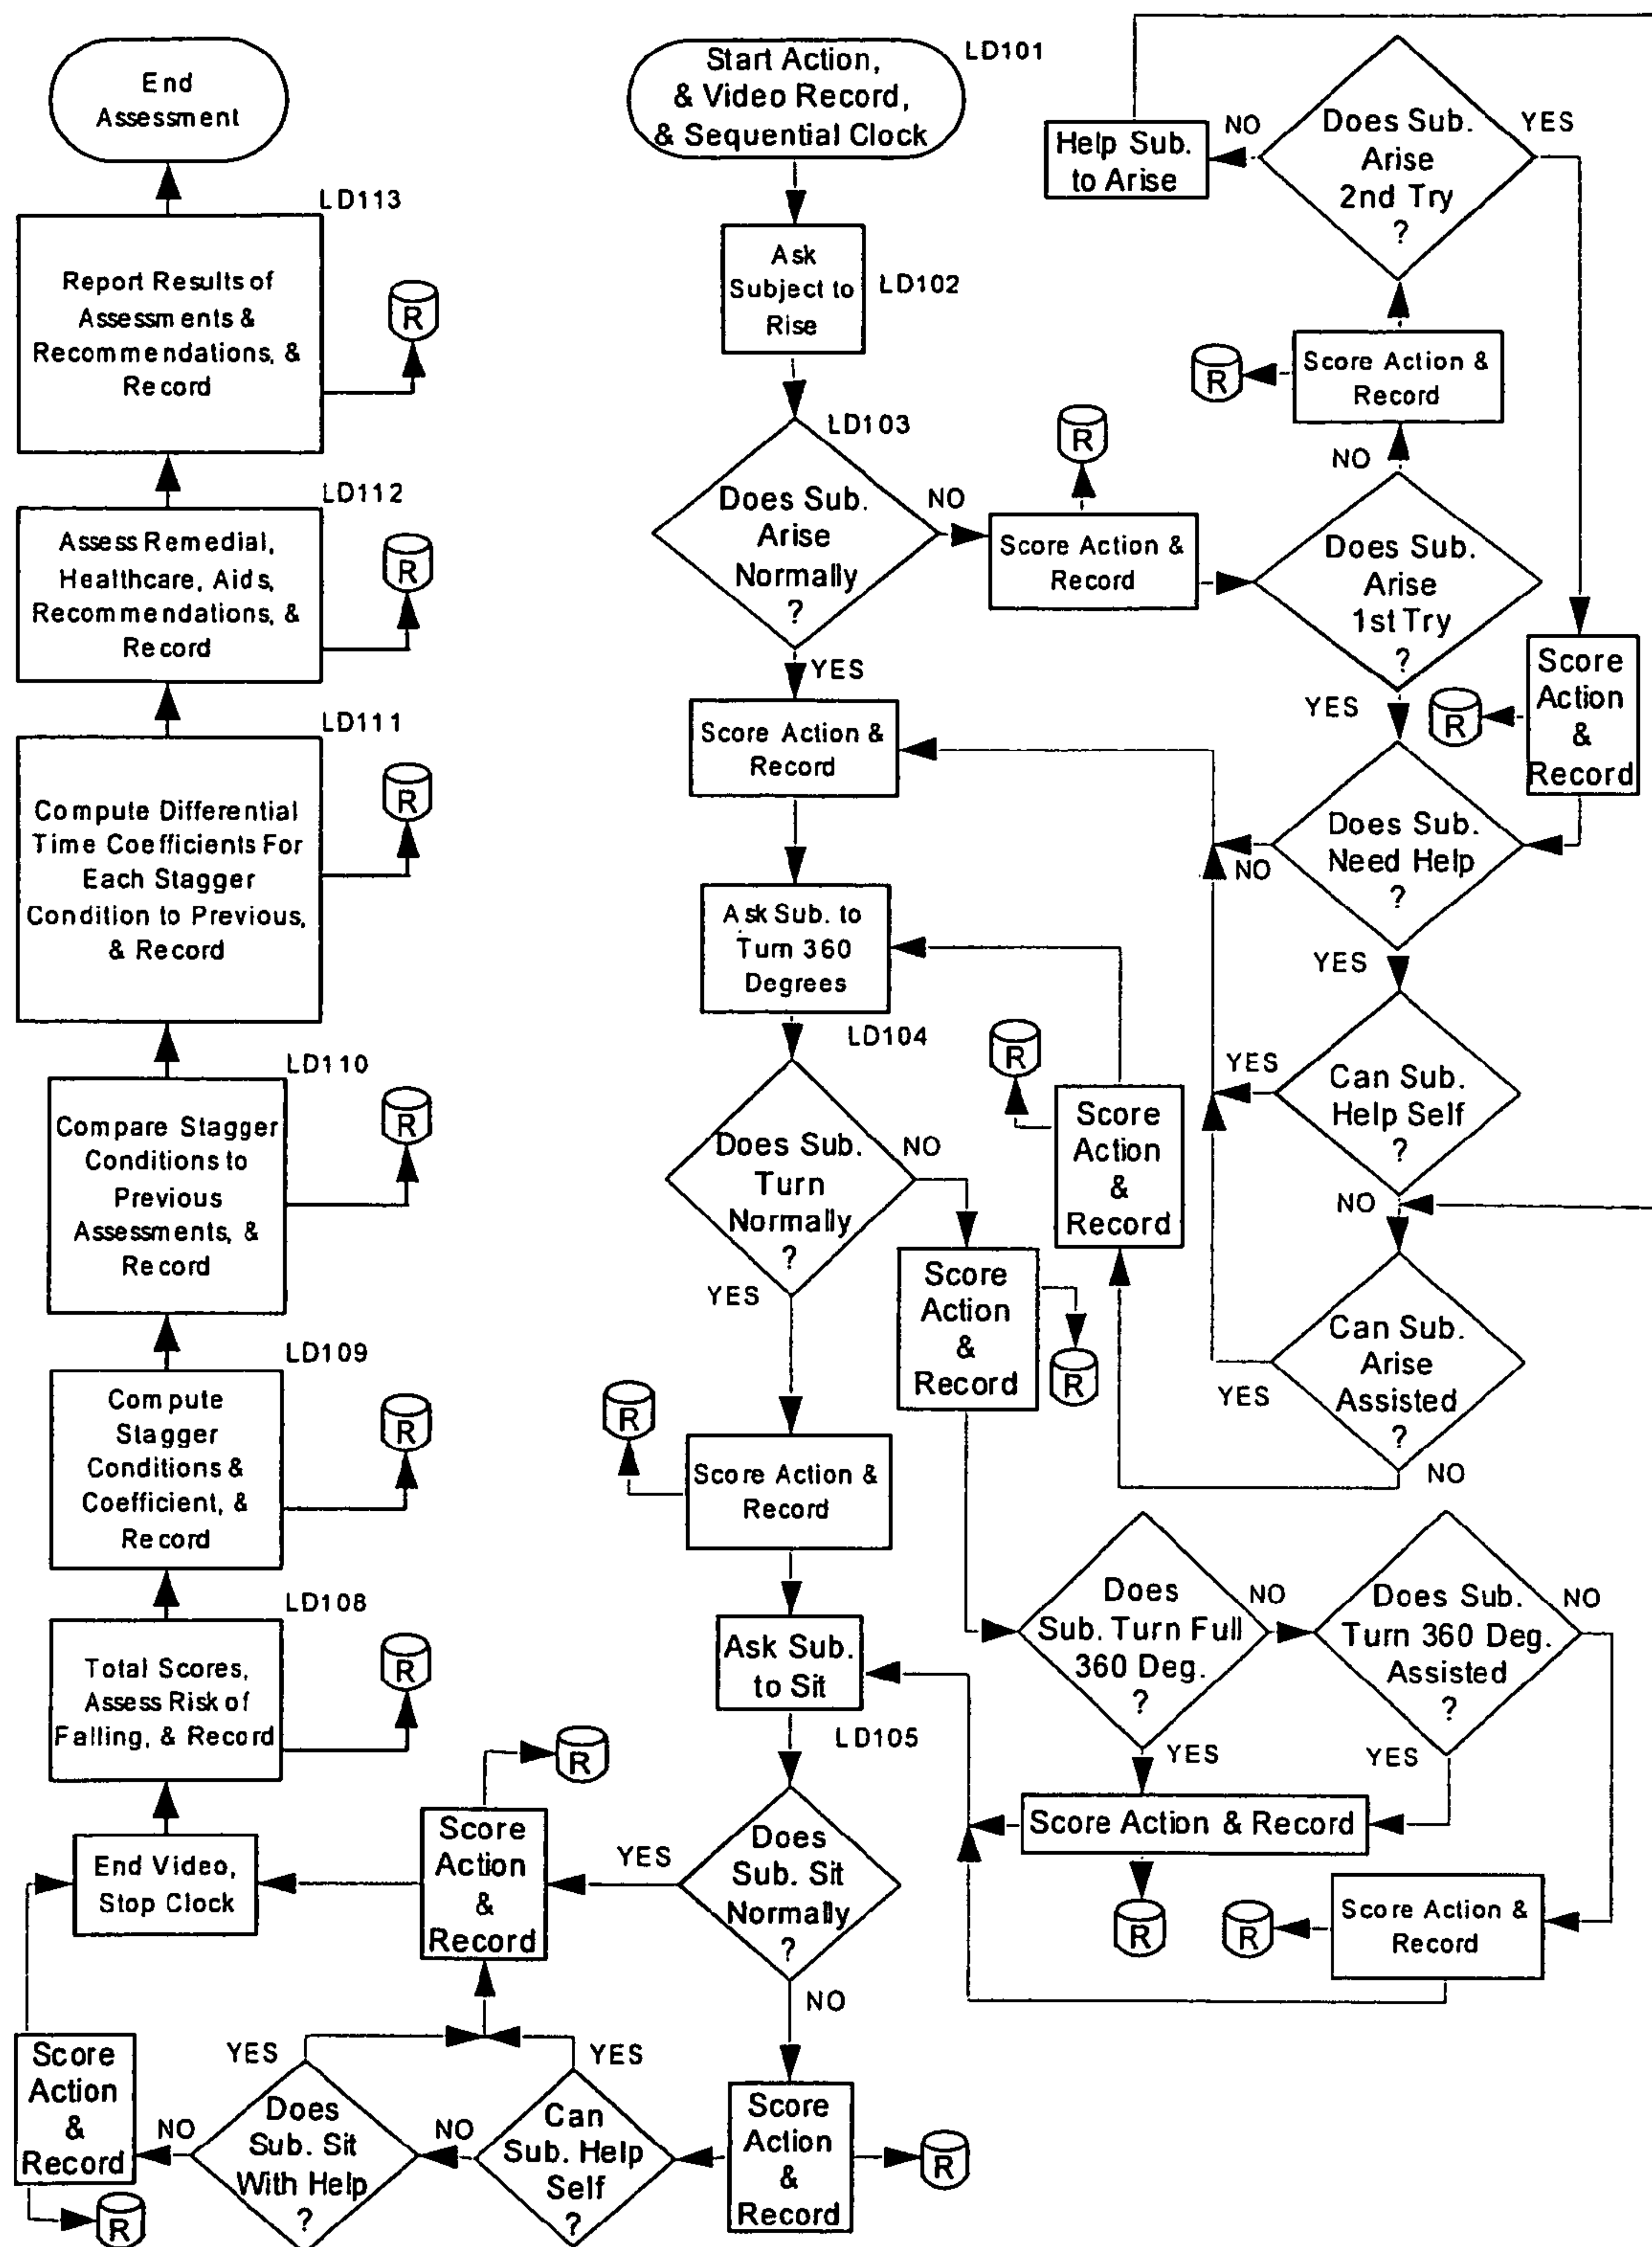 End
Assessment
LD113
Report Results of
Assessments &
Recommendations, &
Record
R
LD112
Assess Remedial,
Healthcare, Aids,
Recommendations, &
Record
R
LD111
Compute Differential
Time Coefficients For
Each Stagger
Condition to Previous,
& Record
R
LD110
Compare Stagger
Conditions to
Previous
Assessments, &
Record
R
LD109
Compute
Stagger
Conditions &
Coefficient, &
Record
R
LD108
Total Scores,
Assess Risk of
Falling, & Record
R
End Video,
Stop Clock
Score
Action
&
Record
R
Start Action,
& Video Record,
& Sequential Clock
LD101
Ask
Subject to
Rise
LD102
LD103
Does Sub.
Arise
Normally
?
NO
YES
Score Action &
Record
R
Score Action &
Record
Ask Sub. to
Turn 360
Degrees
LD104
Does Sub.
Turn
Normally
?
NO
YES
Score
Action
&
Record
R
R
Score Action &
Record
Ask Sub.
to Sit
LD105
Does
Sub. Sit
Normally
?
YES
NO
R
Score
Action
&
Record
Score
Action
&
Record
R
Can
Sub. Help
Self
?
YES
NO
Does
Sub. Sit
With Help
?
YES
NO
Help Sub.
to Arise
NO
Does Sub.
Arise
2nd Try
?
YES
R
Score Action &
Record
NO
Does Sub.
Arise
1st Try
?
YES
R
Score
Action
&
Record
Does Sub.
Need Help
?
NO
YES
Can Sub.
Help Self
?
YES
NO
Can Sub.
Arise
Assisted
?
YES
NO
R
Score
Action
&
Record
Does
Sub. Turn Full
360 Deg.
?
NO
YES
Does Sub.
Turn 360 Deg.
Assisted
?
NO
YES
Score Action & Record
R
R
Score Action &
Record